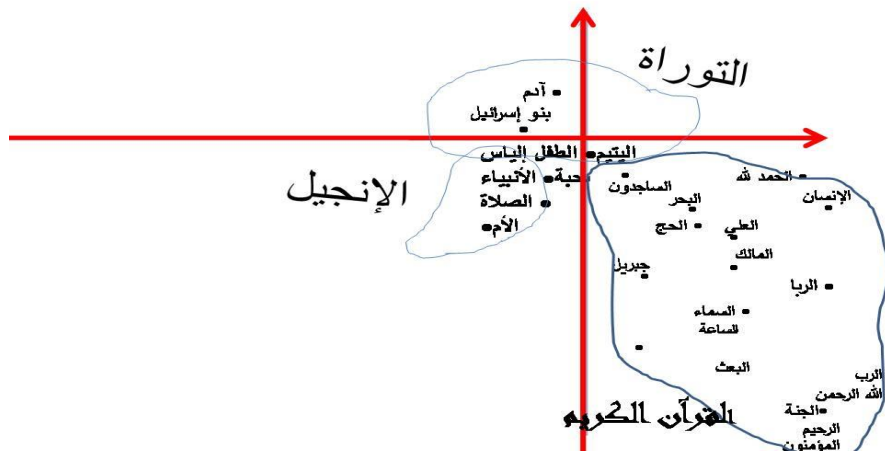 التوراة
آدم
بنو إسرائيل
اليتيم الطفل إلياس
الأنبياء حبة
الحمد لله
الساجدون
الإنسان
الإنجيل
البحر
الصلاة
الأم
الحج
العلي
المالك
جبريل
الربا
السماء
الساعة
البعث
الرب
الله الرحمن
الجنة
القرآن الكريم
الرحيم
المؤمنون